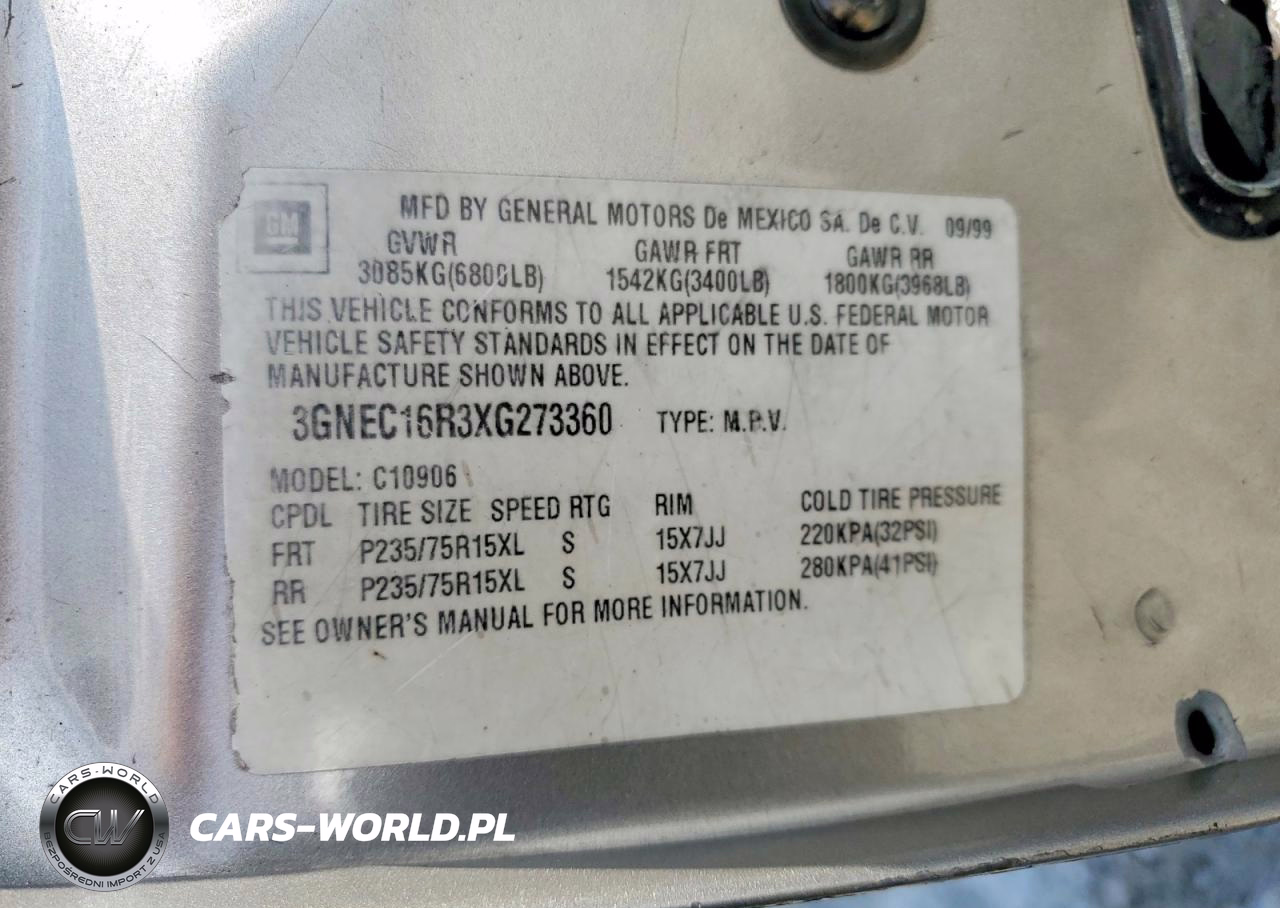 GM
MFD BY GENERAL MOTORS De MEXICO SA. De C.V. 09/99
GVWR GAWR FRT GAWR RR
3085KG(6800LB) 1542KG(3400LB) 1800KG(3968LB)
THIS VEHICLE CONFORMS TO ALL APPLICABLE U.S. FEDERAL MOTOR
VEHICLE SAFETY STANDARDS IN EFFECT ON THE DATE OF
MANUFACTURE SHOWN ABOVE.
3GNEC16R3XG273360 TYPE: M.P.V.
MODEL: C10906
CPDL TIRE SIZE SPEED RTG RIM COLD TIRE PRESSURE
FRT P235/75R15XL S 15X7JJ 220KPA(32PSI)
RR P235/75R15XL S 15X7JJ 280KPA(41PSI)
SEE OWNER'S MANUAL FOR MORE INFORMATION.
CARS-WORLD
CW
BEZPOŚREDNI IMPORT Z USA
CARS-WORLD.PL